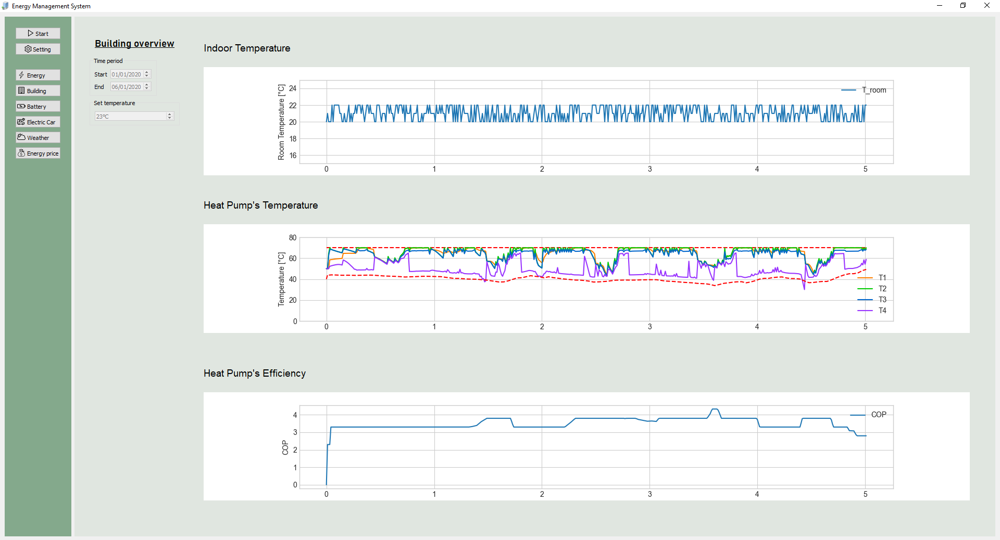 Energy Management System
Start
Setting
Energy
Building
Battery
Electric Car
Weather
Energy price
Building overview
Time period
Start 01/01/2020
End 06/01/2020
Set temperature
23°C
Indoor Temperature
Room Temperature [°C]
24
22
20
18
16
0 1 2 3 4 5
T_room
Heat Pump's Temperature
Temperature [°C]
80
60
40
20
0
0 1 2 3 4 5
T1
T2
T3
T4
Heat Pump's Efficiency
COP
4
3
2
1
0
0 1 2 3 4 5
COP